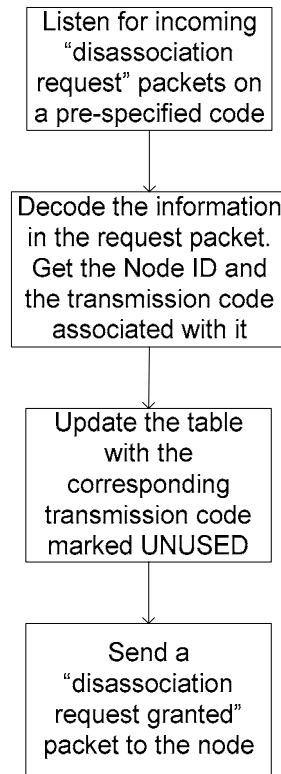 Listen for incoming
“disassociation
request” packets on
a pre-specified code
Decode the information
in the request packet.
Get the Node ID and
the transmission code
associated with it
Update the table
with the
corresponding
transmission code
marked UNUSED
Send a
“disassociation
request granted”
packet to the node